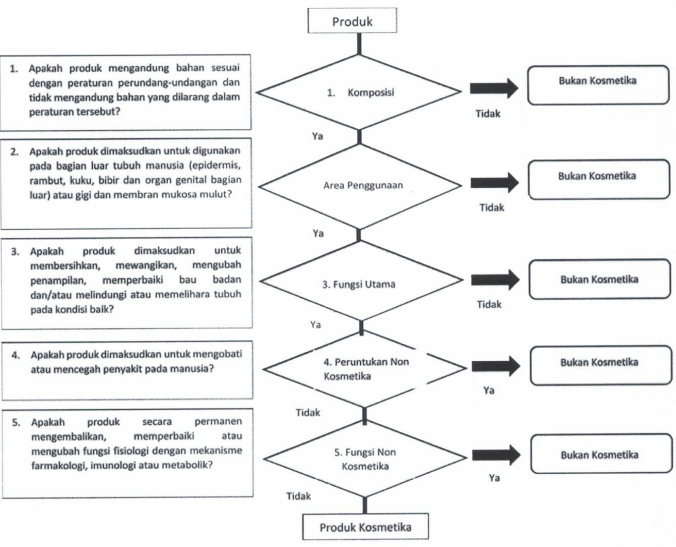 Produk
1. Apakah produk mengandung bahan sesuai
dengan peraturan perundang-undangan dan
tidak mengandung bahan yang dilarang dalam
peraturan tersebut?
1. Komposisi
Tidak
Bukan Kosmetika
Ya
2. Apakah produk dimaksudkan untuk digunakan
pada bagian luar tubuh manusia (epidermis,
rambut, kuku, bibir dan organ genital bagian
luar) atau gigi dan membran mukosa mulut?
Area Penggunaan
Tidak
Bukan Kosmetika
Ya
3. Apakah produk dimaksudkan untuk
membersihkan, mewangikan, mengubah
penampilan, memperbaiki bau badan
dan/atau melindungi atau memelihara tubuh
pada kondisi baik?
3. Fungsi Utama
Tidak
Bukan Kosmetika
Ya
4. Apakah produk dimaksudkan untuk mengobati
atau mencegah penyakit pada manusia?
4. Peruntukan Non
Kosmetika
Ya
Bukan Kosmetika
Tidak
5. Apakah produk secara permanen
mengembalikan, memperbaiki atau
mengubah fungsi fisiologi dengan mekanisme
farmakologi, imunologi atau metabolik?
5. Fungsi Non
Kosmetika
Ya
Bukan Kosmetika
Tidak
Produk Kosmetika